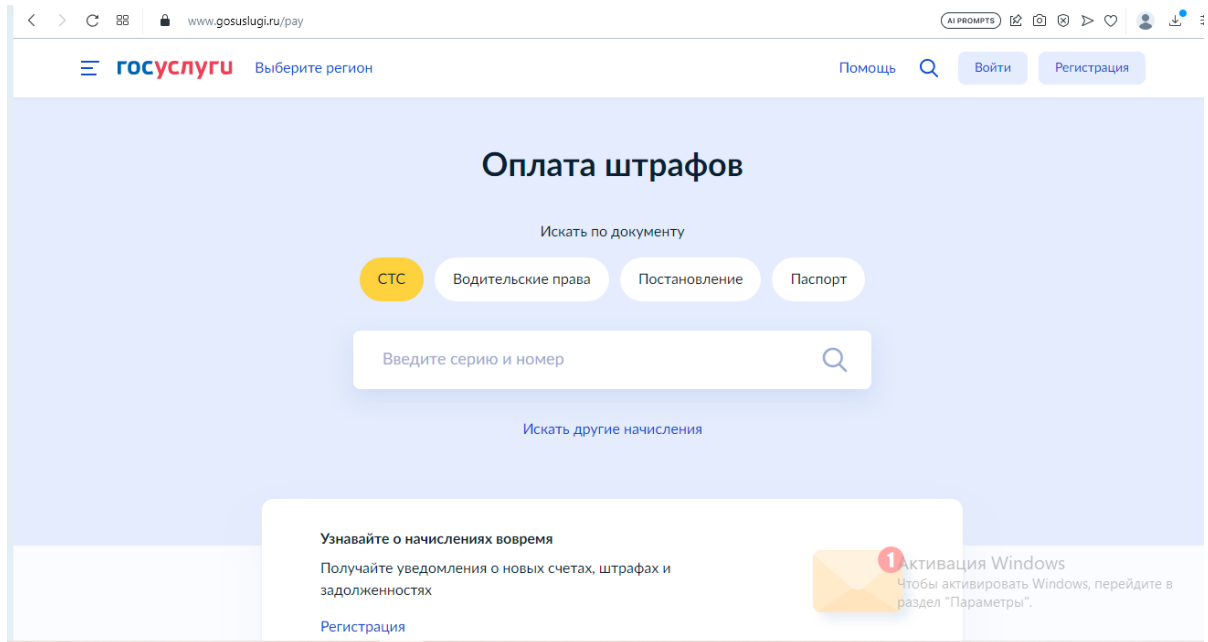 www.gosuslugi.ru/pay
AI PROMPTS
госуслуги Выберите регион Помощь Войти Регистрация
Оплата штрафов
Искать по документу
СТС Водительские права Постановление Паспорт
Введите серию и номер
Искать другие начисления
Узнавайте о начислениях вовремя
Получайте уведомления о новых счетах, штрафах и
задолженностях
Регистрация
1
Активация Windows
Чтобы активировать Windows, перейдите в
раздел "Параметры".